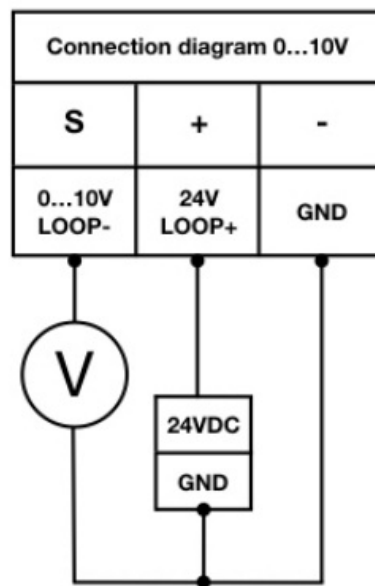 Connection diagram 0...10V
S + -
0...10V 24V GND
LOOP- LOOP+
V
24VDC
GND